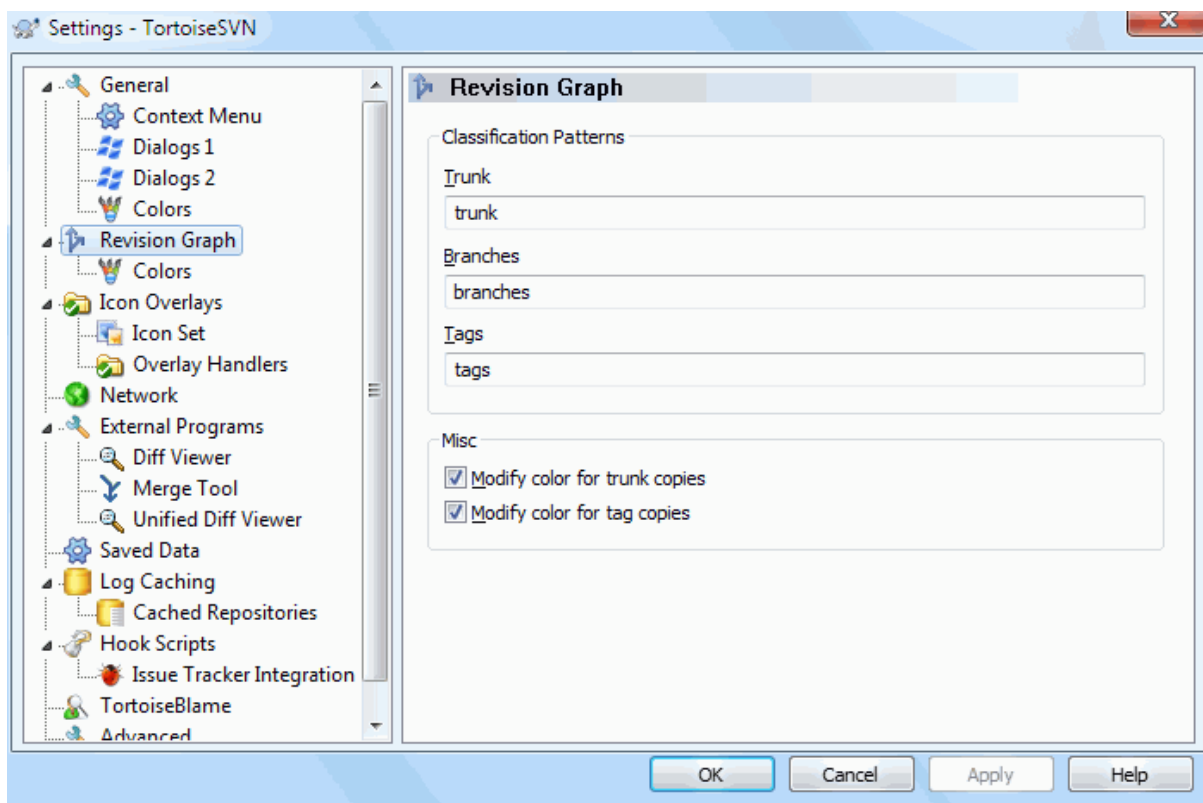 Settings - TortoiseSVN
General
Context Menu
Dialogs 1
Dialogs 2
Colors
Revision Graph
Colors
Icon Overlays
Icon Set
Overlay Handlers
Network
External Programs
Diff Viewer
Merge Tool
Unified Diff Viewer
Saved Data
Log Caching
Cached Repositories
Hook Scripts
Issue Tracker Integration
TortoiseBlame
Advanced
Revision Graph
Classification Patterns
Trunk
trunk
Branches
branches
Tags
tags
Misc
Modify color for trunk copies
Modify color for tag copies
OK Cancel Apply Help